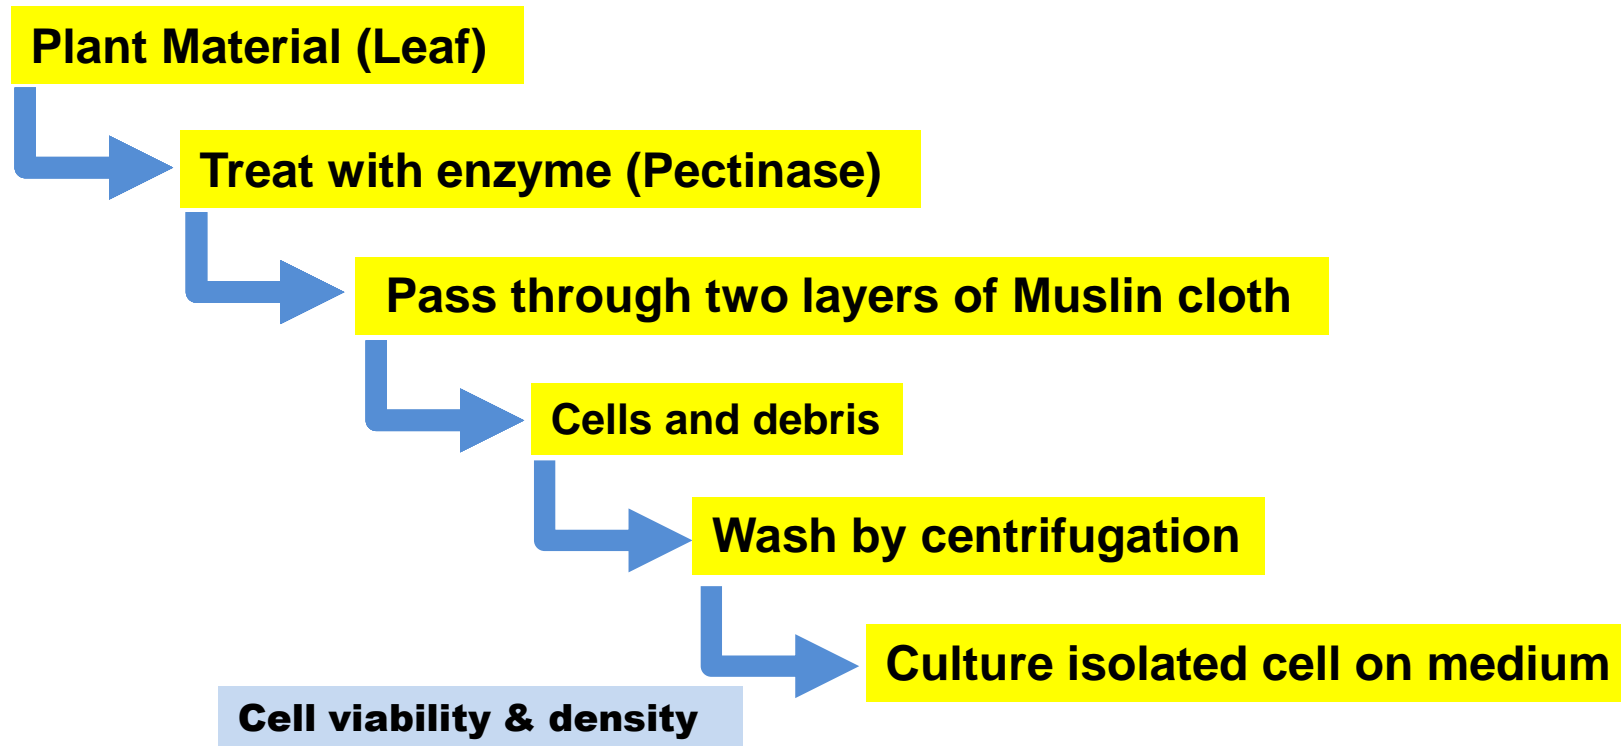 Plant Material (Leaf)
Treat with enzyme (Pectinase)
Pass through two layers of Muslin cloth
Cells and debris
Wash by centrifugation
Culture isolated cell on medium
Cell viability & density